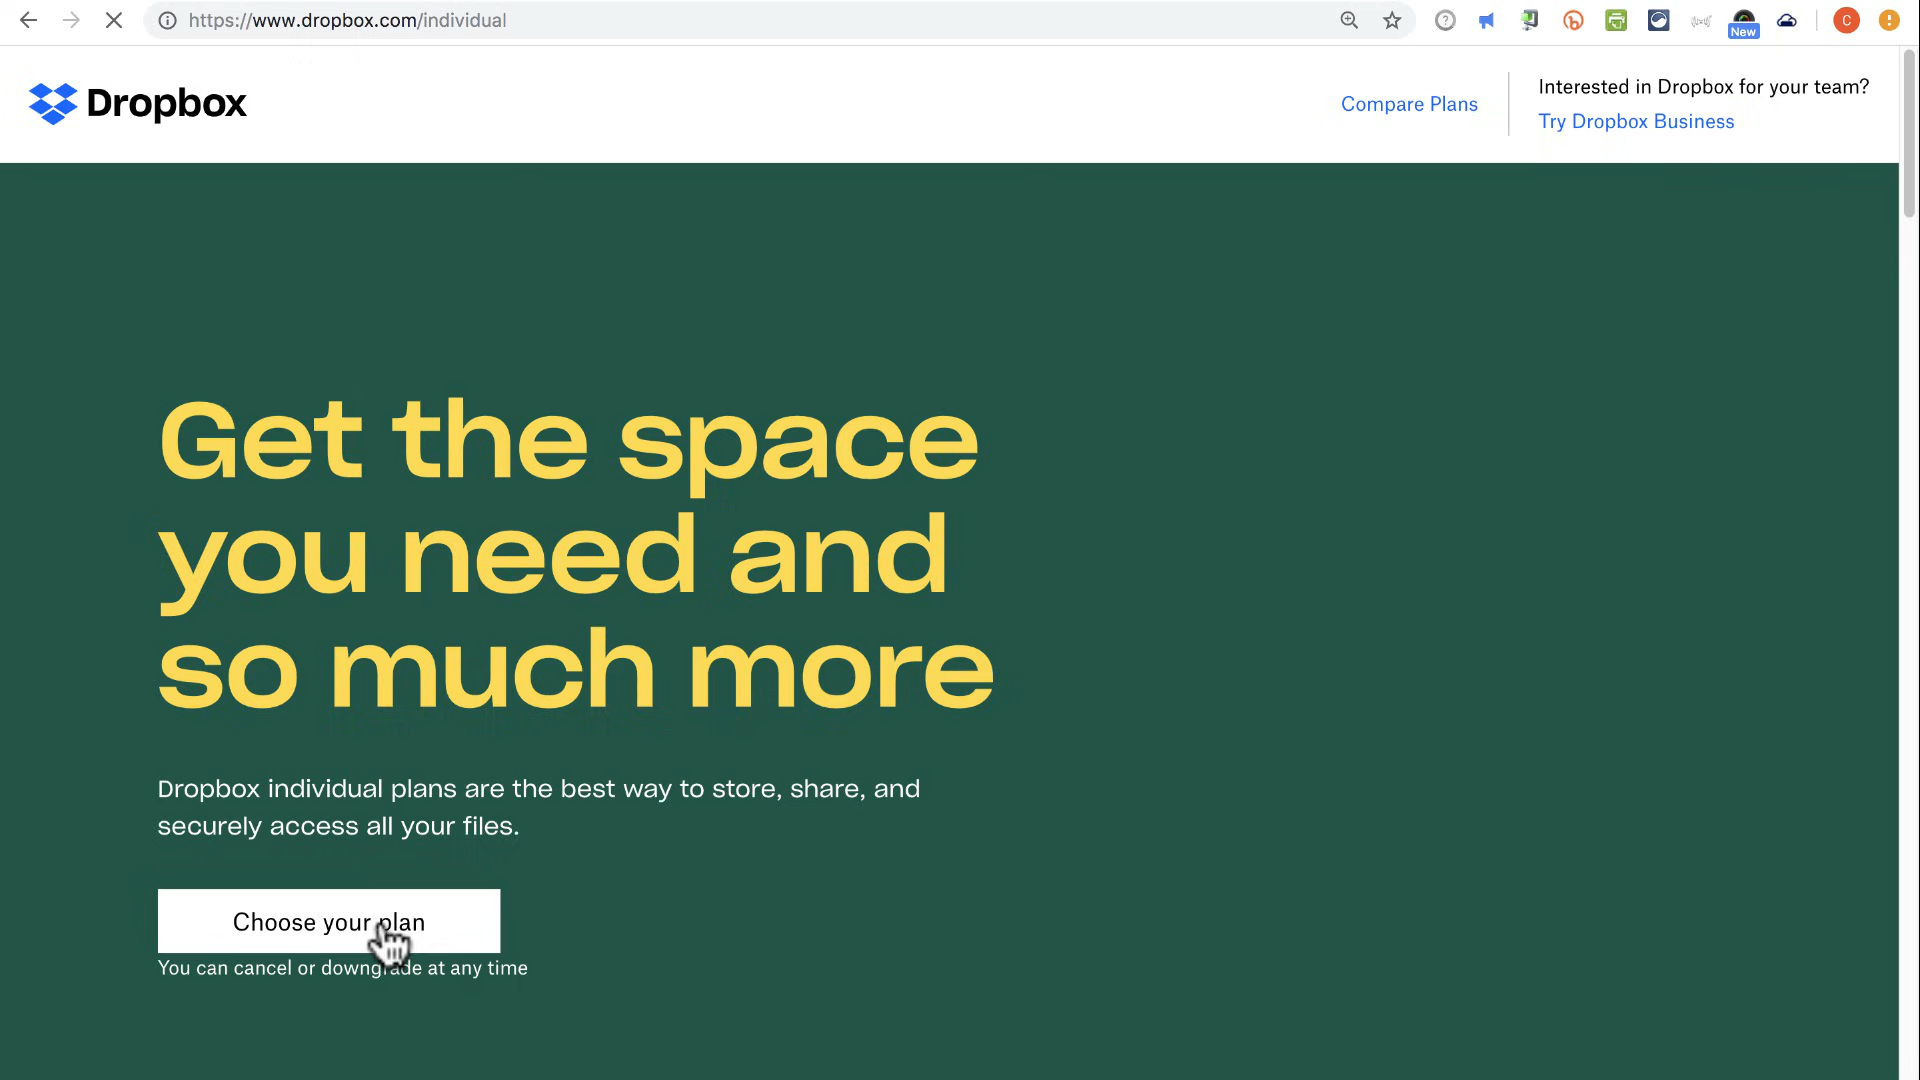 https://www.dropbox.com/individual
New
C
Dropbox
Compare Plans
Interested in Dropbox for your team?
Try Dropbox Business
Get the space
you need and
so much more
Dropbox individual plans are the best way to store, share, and
securely access all your files.
Choose your plan
You can cancel or downgrade at any time